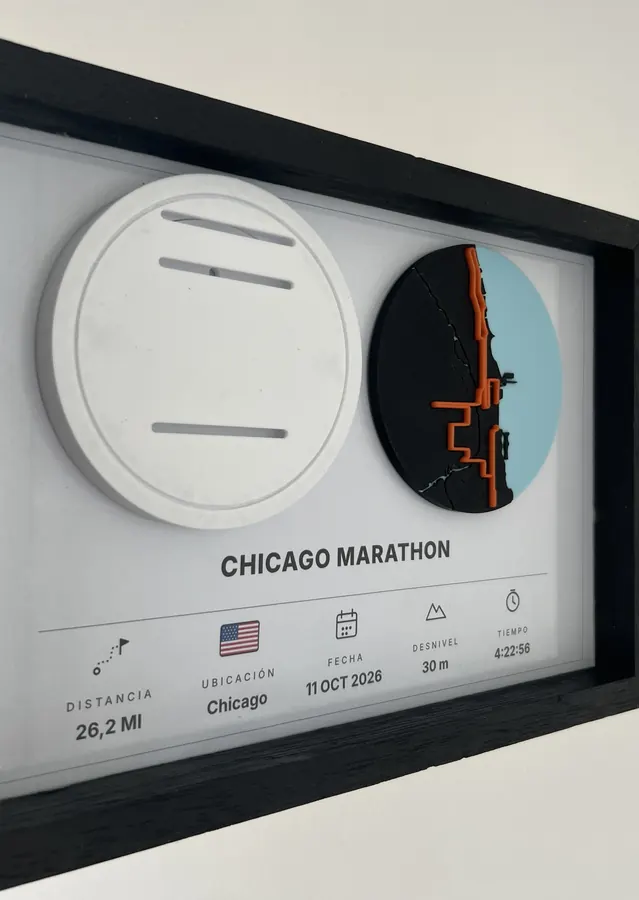 CHICAGO MARATHON
DISTANCIA
26,2 MI
UBICACIÓN
Chicago
FECHA
11 OCT 2026
DESNIVEL
30 m
TIEMPO
4:22:56